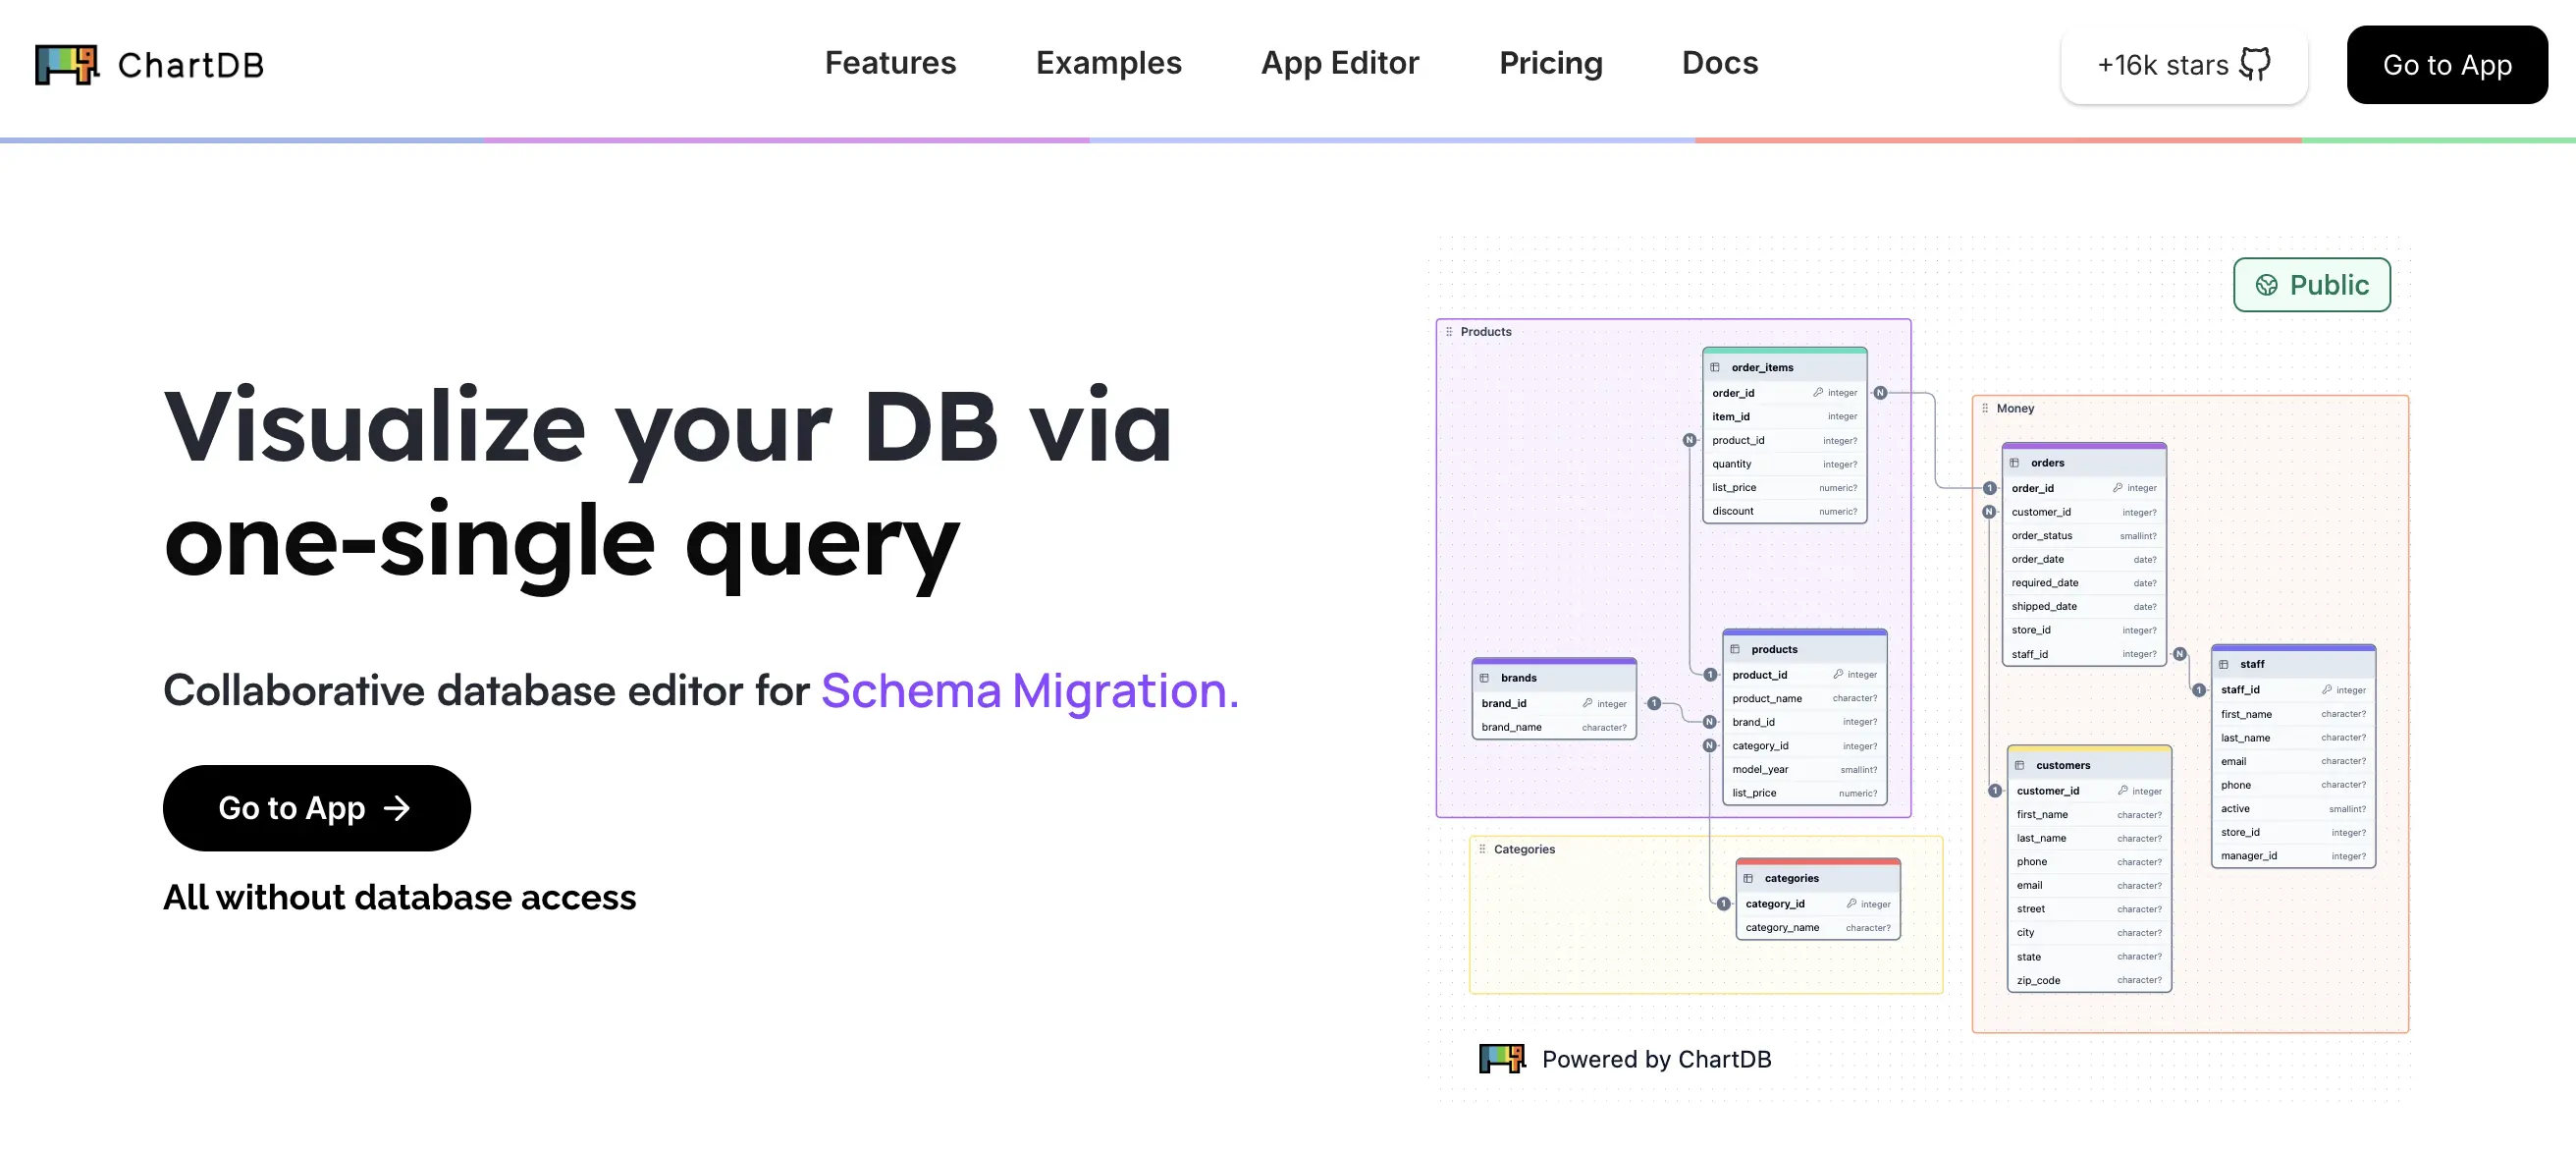 ChartDB
Features
Examples
App Editor
Pricing
Docs
+16k stars
Go to App
Visualize your DB via
one-single query
Collaborative database editor for Schema Migration.
Go to App →
All without database access
Public
Products
order_items
order_id integer
item_id integer
product_id integer?
quantity integer?
list_price numeric?
discount numeric?
N
N
brands
brand_id integer
brand_name character?
1
products
product_id integer
product_name character?
brand_id integer?
category_id integer?
model_year smallint?
list_price numeric?
1
N
N
Categories
categories
category_id integer
category_name character?
1
Money
orders
order_id integer
customer_id integer?
order_status smallint?
order_date date?
required_date date?
shipped_date date?
store_id integer?
staff_id integer?
1
N
N
staff
staff_id integer
first_name character?
last_name character?
email character?
phone character?
active smallint?
store_id integer?
manager_id integer?
1
customers
customer_id integer
first_name character?
last_name character?
phone character?
email character?
street character?
city character?
state character?
zip_code character?
1
Powered by ChartDB